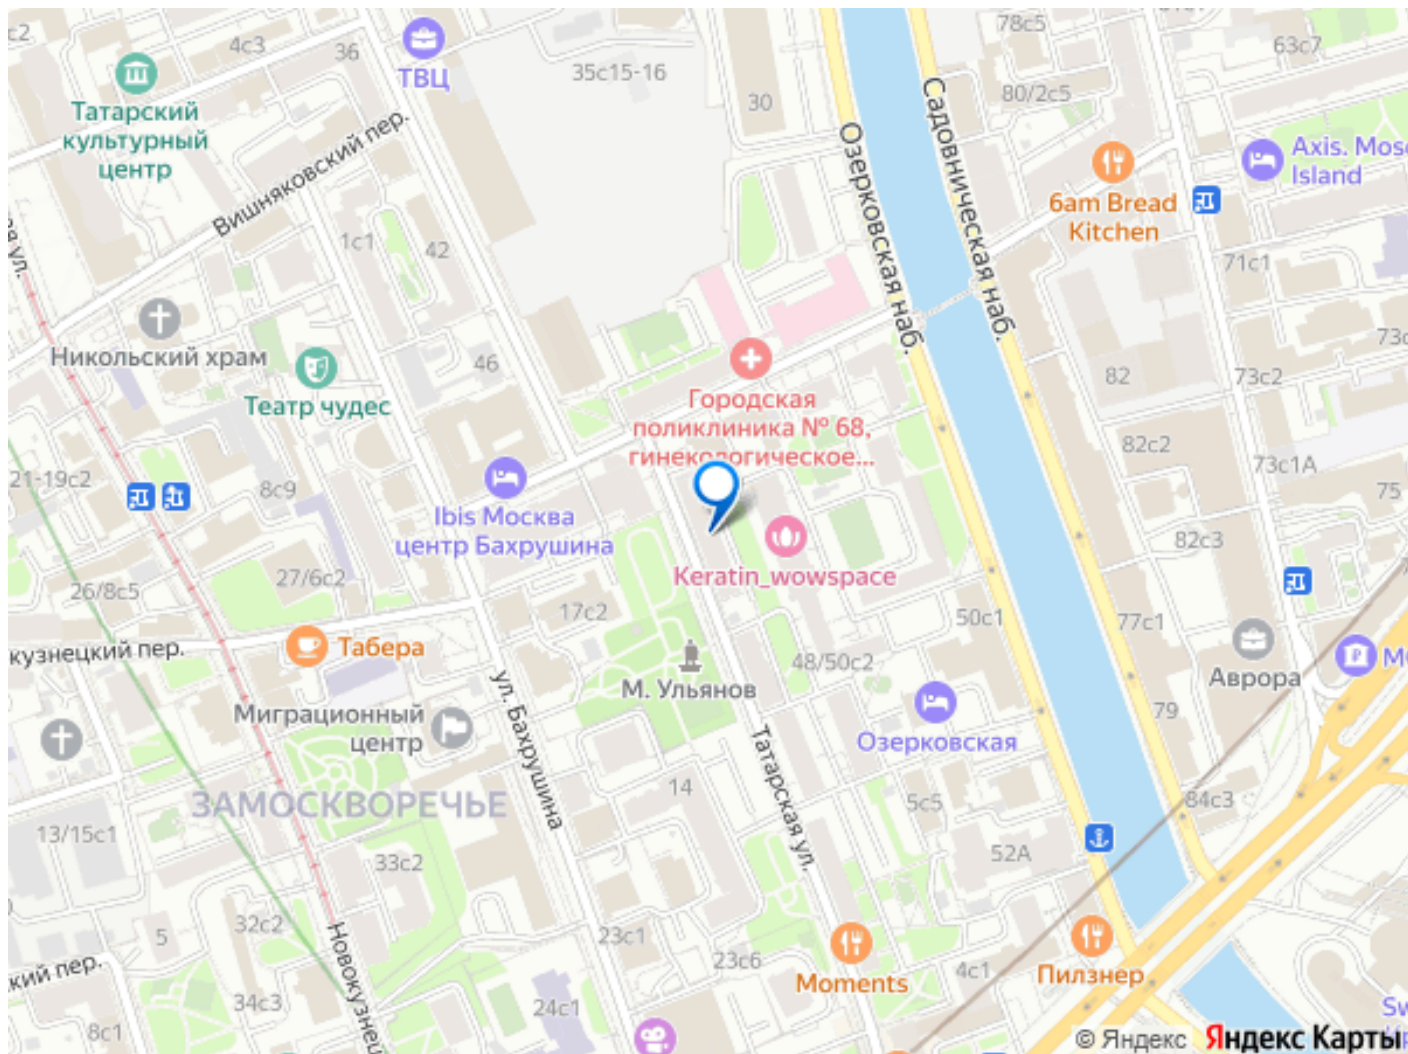 4с3
36
ТВЦ
35с15-16
30
78с5
63с7
80/2с5
Татарский
культурный
центр
Вишняковский пер.
Озерковская наб.
Садовническая наб.
6am Bread
Kitchen
Axis. Mosc
Island
71с1
1с1
42
Никольский храм
Театр чудес
46
Городская
поликлиника № 68,
гинекологическое...
82
73с2
82с2
73с1А
75
82с3
21-19с2
8с9
Ibis Москва
центр Бахрушина
Keratin_wowspace
26/8с5
27/6с2
17с2
50с1
77с1
кузнецкий пер.
Табера
48/50с2
М. Ульянов
Аврора
79
Миграционный
центр
ул. Бахрушина
Татарская ул.
Озерковская
ЗАМОСКВОРЕЧЬЕ
14
5с5
84с3
13/15с1
33с2
52А
32с2
5
Новокузнец
23с1
23с6
Moments
4с1
Пилзнер
кий пер.
34с3
24с1
8с1
© Яндекс Яндекс Карты